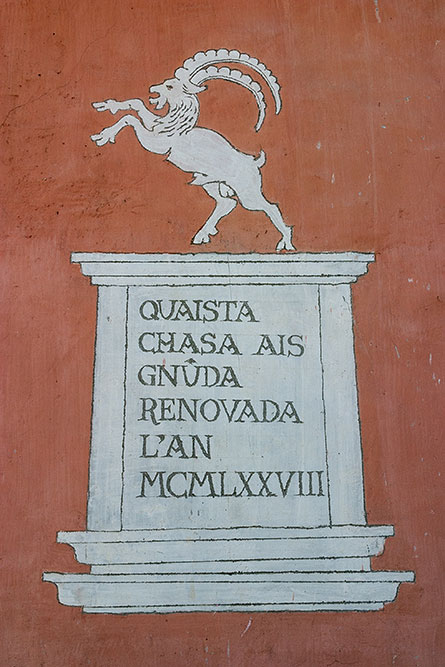 QUAISTA
CHASA AIS
GNÛDA
RENOVADA
L'AN
MCMLXXVIII